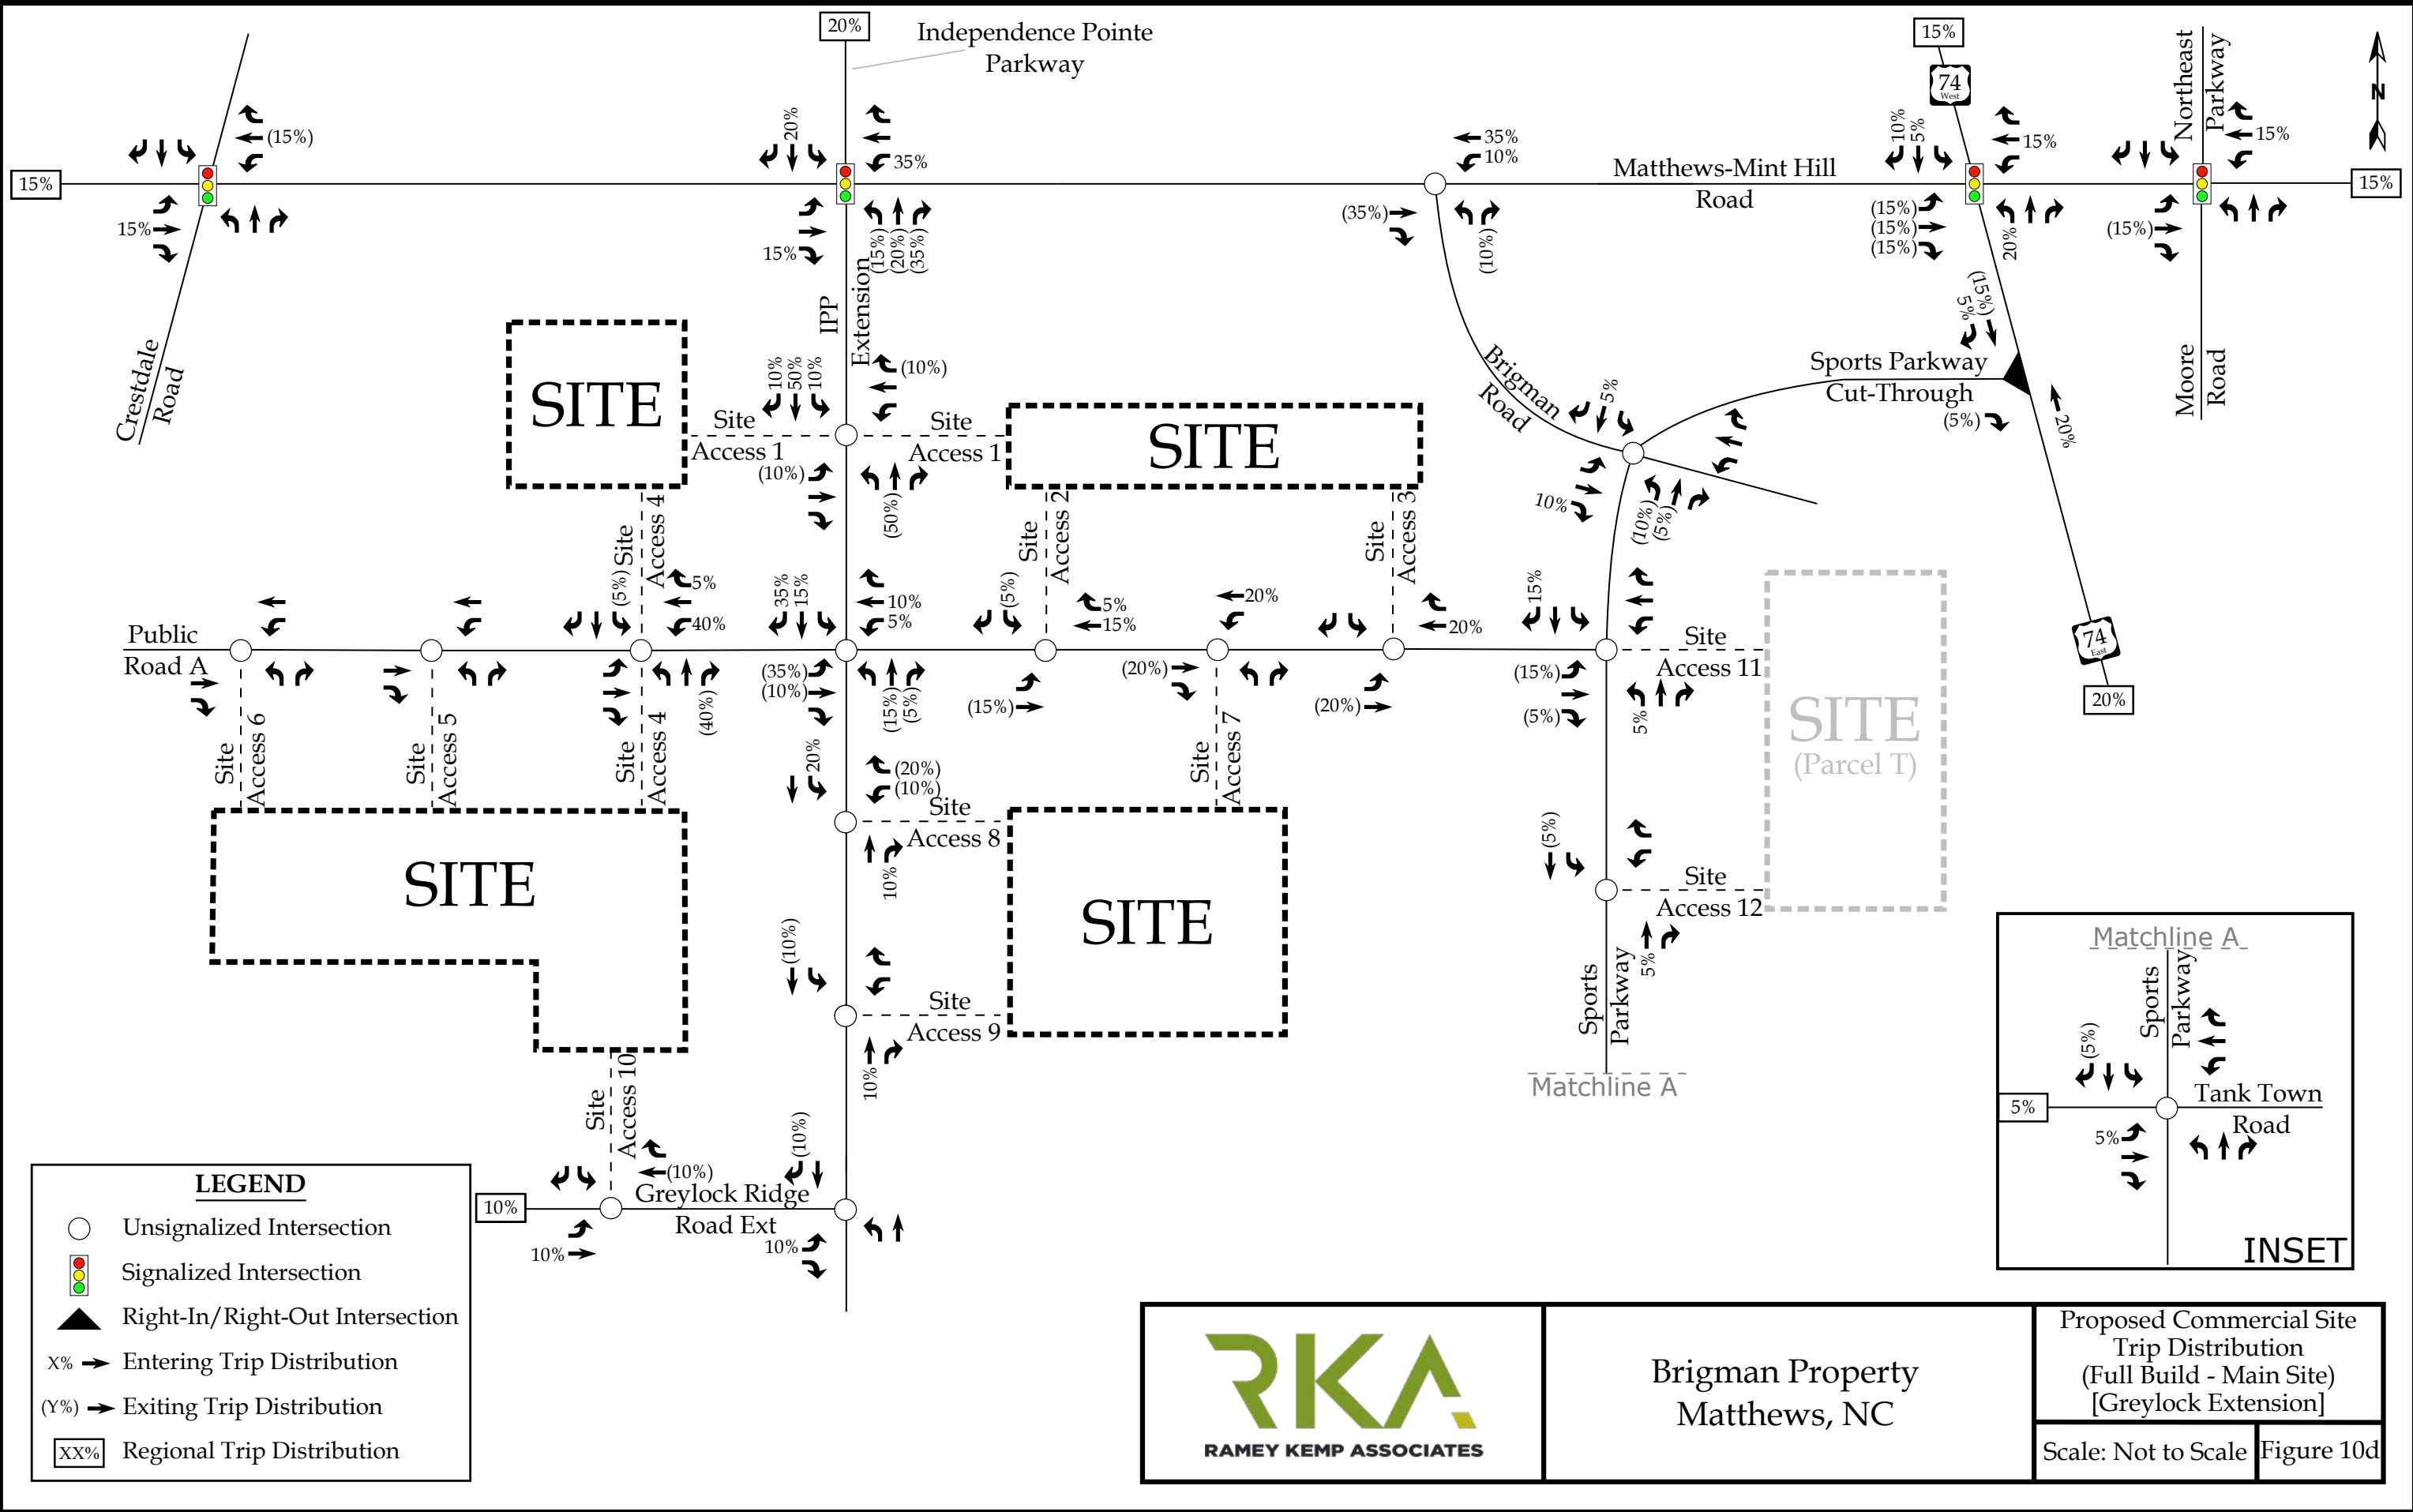 20%
Independence Pointe
Parkway
15%
74
West
Northeast
Parkway
N
(15%)
20%
35%
35%
10%
Matthews-Mint Hill
Road
10%
5%
15%
15%
15%
15%
15%
15%
(15%)
(20%)
(35%)
(35%)
(10%)
(15%)
(15%)
(15%)
20%
(15%)
Crestdale
Road
IPP
Extension
(15%)
5%
Moore
Road
SITE
10%
50%
10%
(10%)
Site
Access 1
Site
Access 1
(10%)
(50%)
SITE
Brigman
Road
5%
Sports Parkway
Cut-Through
(5%)
20%
10%
(10%)
(5%)
Site
Access 4
Site
Access 2
Site
Access 3
Public
Road A
(5%)
5%
40%
35%
15%
10%
5%
(5%)
5%
15%
20%
20%
15%
Site
Access 11
(40%)
(35%)
(10%)
(15%)
(5%)
(15%)
(20%)
(20%)
(15%)
(5%)
5%
SITE
(Parcel T)
74
East
20%
Site
Access 6
Site
Access 5
Site
Access 4
Site
Access 7
20%
(20%)
(10%)
Site
Access 8
10%
SITE
SITE
(5%)
Site
Access 12
5%
Sports
Parkway
Matchline A
(10%)
Site
Access 9
10%
Site
Access 10
(10%)
(10%)
10%
Greylock Ridge
Road Ext
10%
10%
Matchline A
Sports
Parkway
(5%)
5%
Tank Town
Road
5%
INSET
LEGEND
Unsignalized Intersection
Signalized Intersection
Right-In/Right-Out Intersection
X% Entering Trip Distribution
(Y%) Exiting Trip Distribution
XX% Regional Trip Distribution
RKA
RAMEY KEMP ASSOCIATES
Brigman Property
Matthews, NC
Proposed Commercial Site
Trip Distribution
(Full Build - Main Site)
[Greylock Extension]
Scale: Not to Scale
Figure 10d